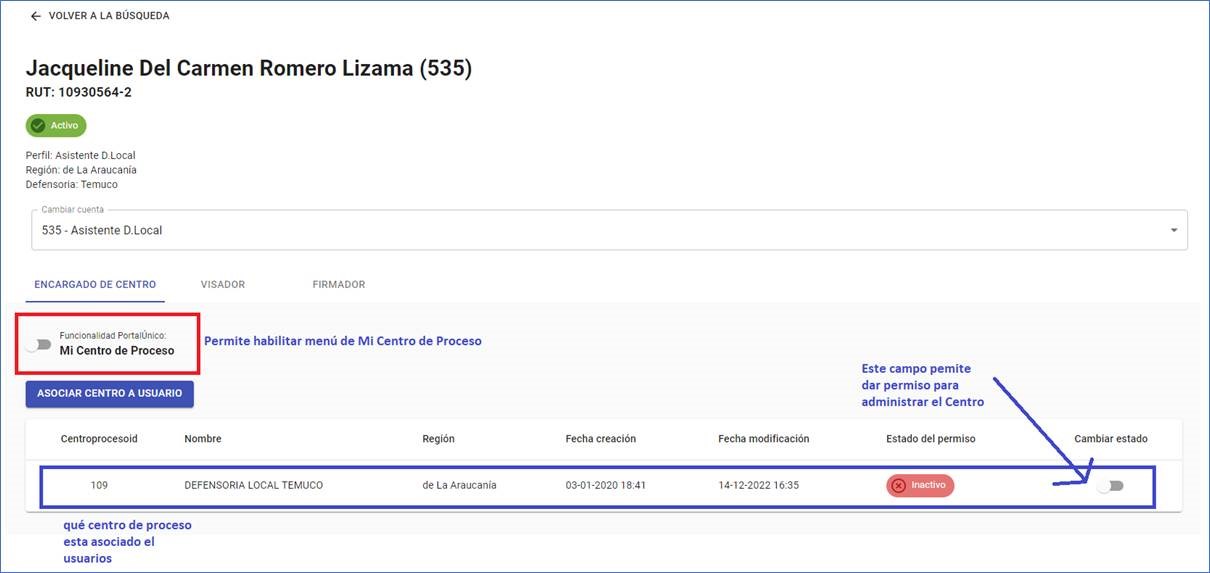 VOLVER A LA BÚSQUEDA
Jacqueline Del Carmen Romero Lizama (535)
RUT: 10930564-2
Activo
Perfil: Asistente D.Local
Región: de La Araucanía
Defensoria: Temuco
Cambiar cuenta
535 - Asistente D.Local
ENCARGADO DE CENTRO VISADOR FIRMADOR
Funcionalidad PortalÚnico:
Mi Centro de Proceso
Permite habilitar menú de Mi Centro de Proceso
ASOCIAR CENTRO A USUARIO
Este campo pemite
dar permiso para
administrar el Centro
Centroprocesoid Nombre Región Fecha creación Fecha modificación Estado del permiso Cambiar estado
109 DEFENSORIA LOCAL TEMUCO de La Araucanía 03-01-2020 18:41 14-12-2022 16:35 Inactivo
qué centro de proceso
esta asociado el
usuarios